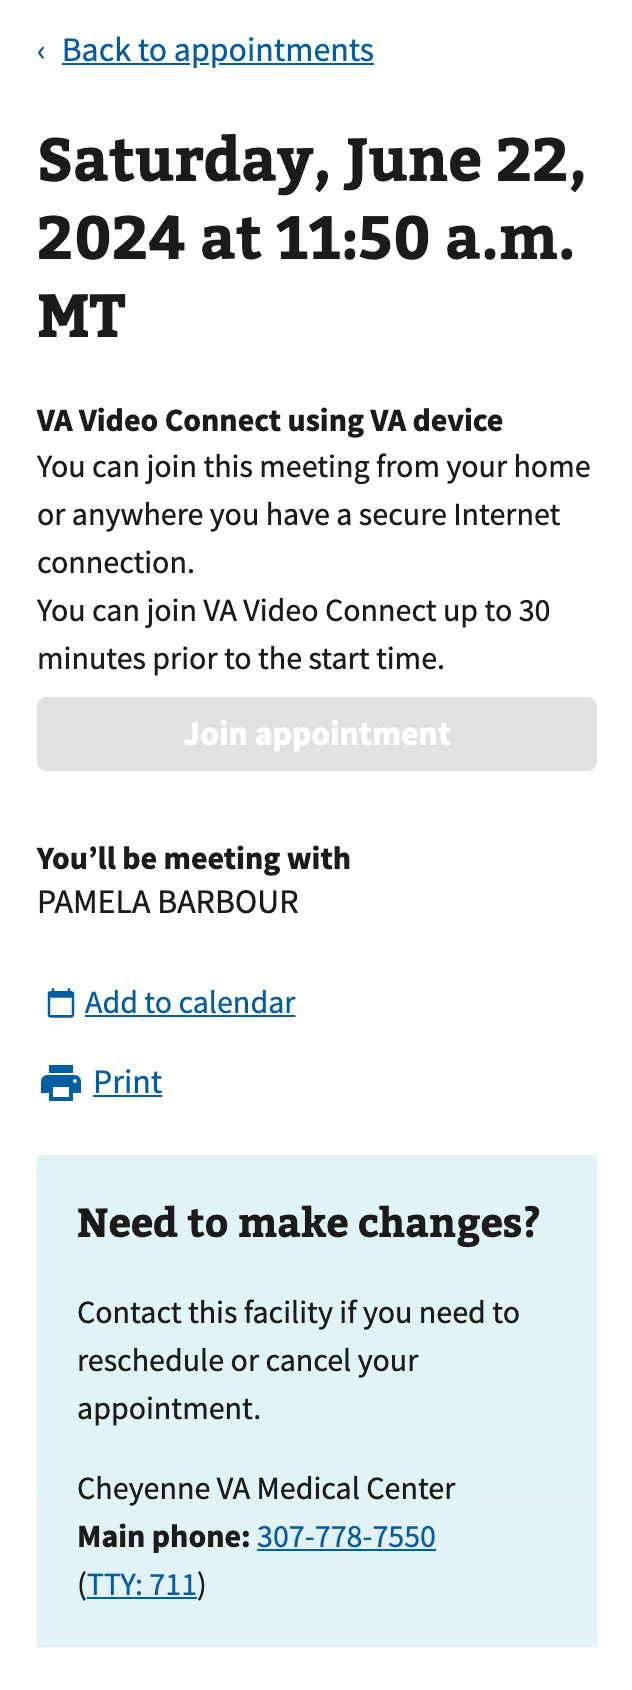 ‹ Back to appointments
Saturday, June 22,
2024 at 11:50 a.m.
MT
VA Video Connect using VA device
You can join this meeting from your home
or anywhere you have a secure Internet
connection.
You can join VA Video Connect up to 30
minutes prior to the start time.
Join appointment
You’ll be meeting with
PAMELA BARBOUR
Add to calendar
Print
Need to make changes?
Contact this facility if you need to
reschedule or cancel your
appointment.
Cheyenne VA Medical Center
Main phone: 307-778-7550
(TTY: 711)